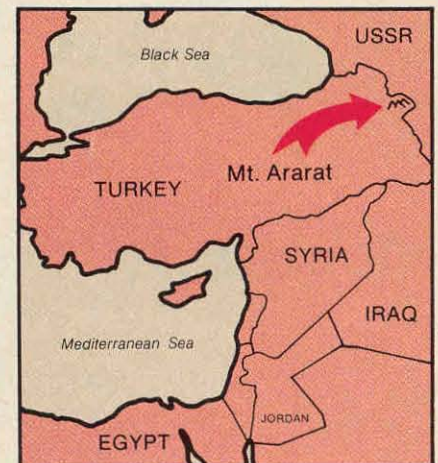 USSR
Black Sea
Mt. Ararat
TURKEY
SYRIA
IRAQ
Mediterranean Sea
JORDAN
EGYPT